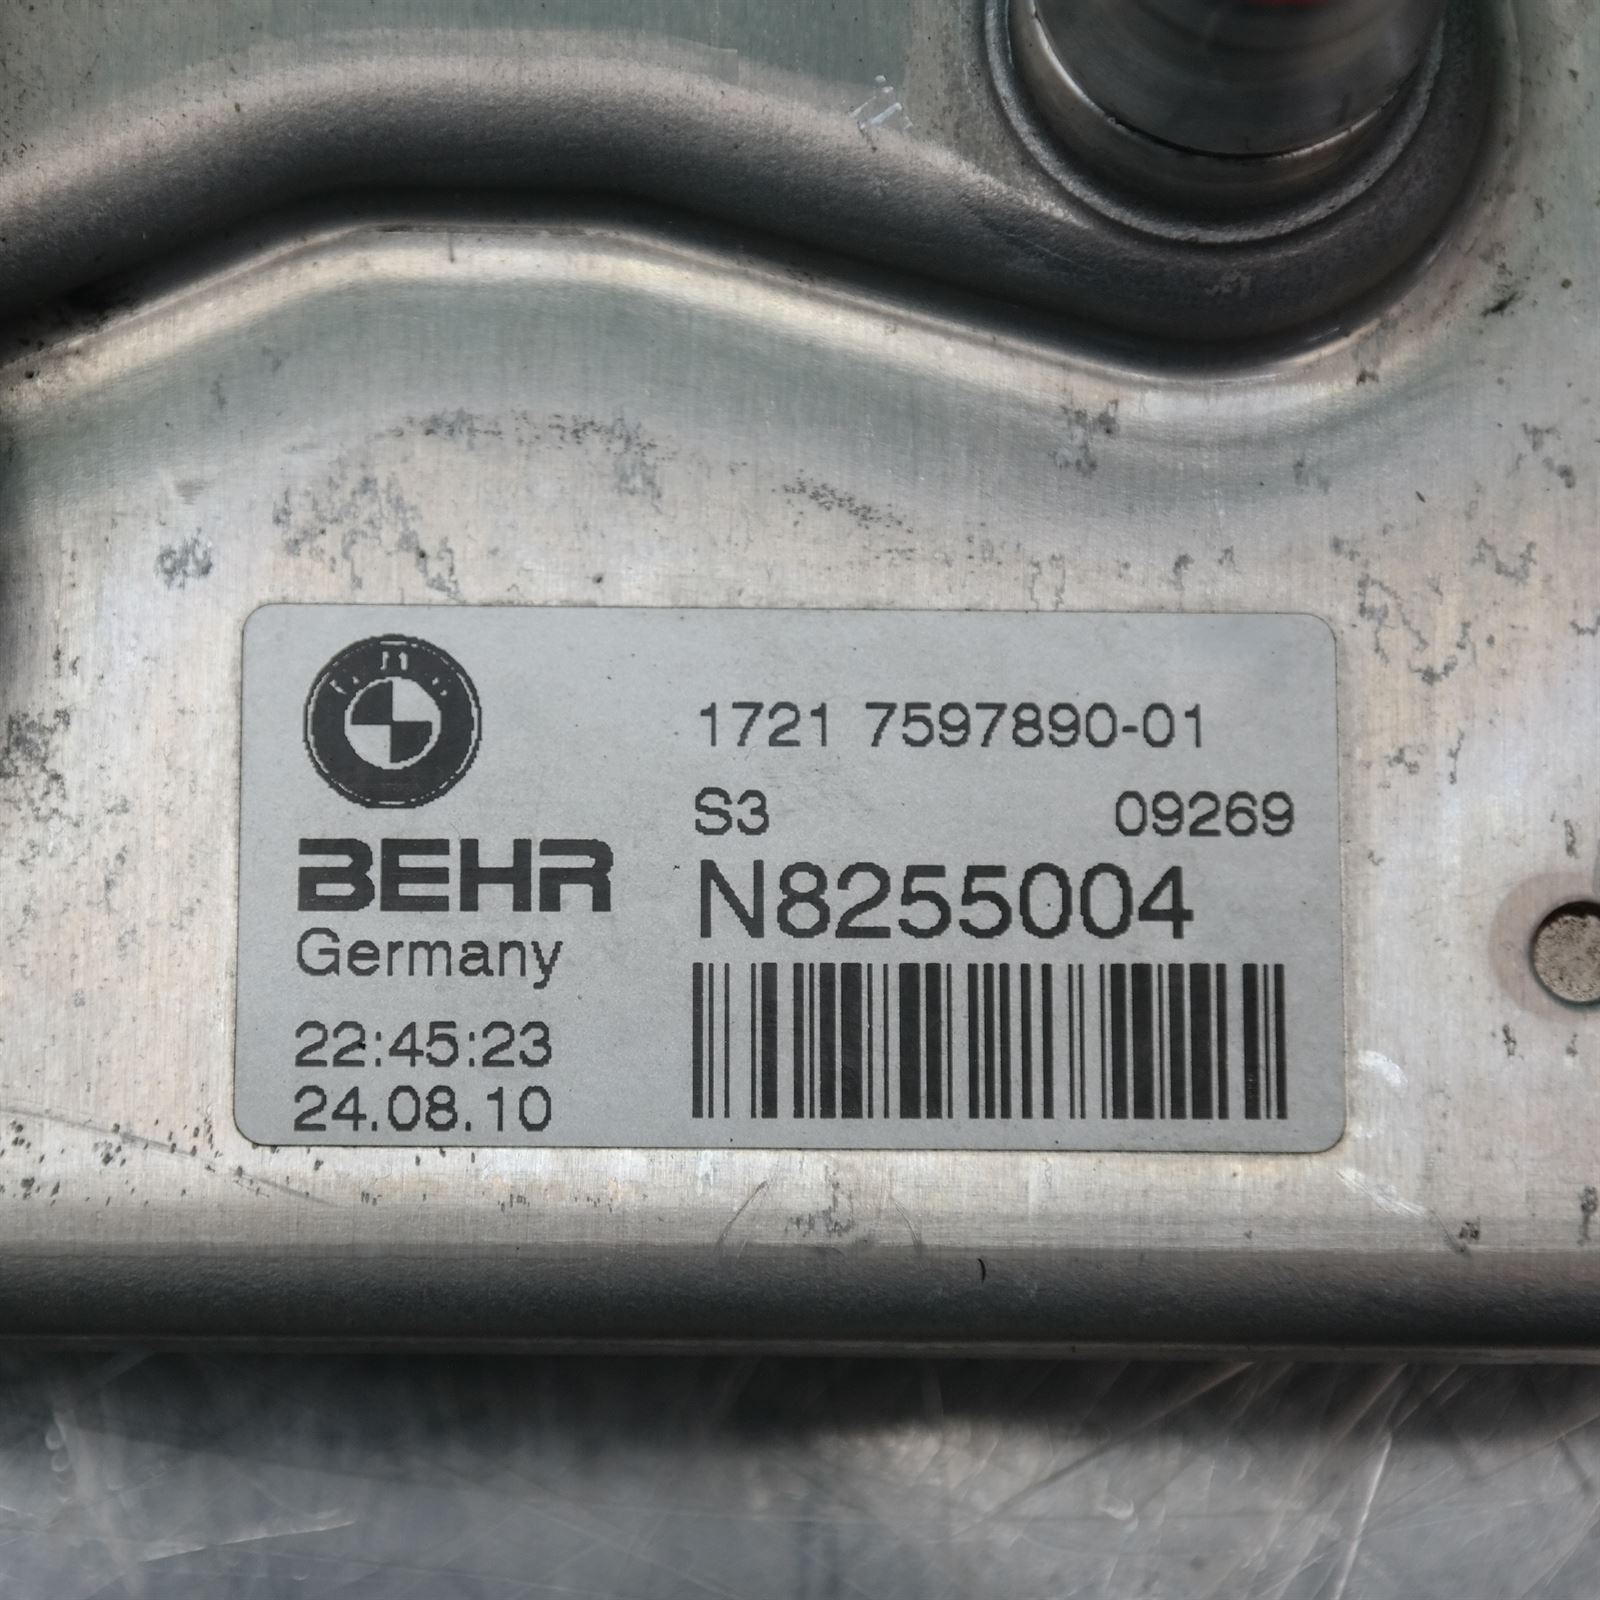 1721 7597890-01
S3 09269
N8255004
BEHR
Germany
22:45:23
24.08.10